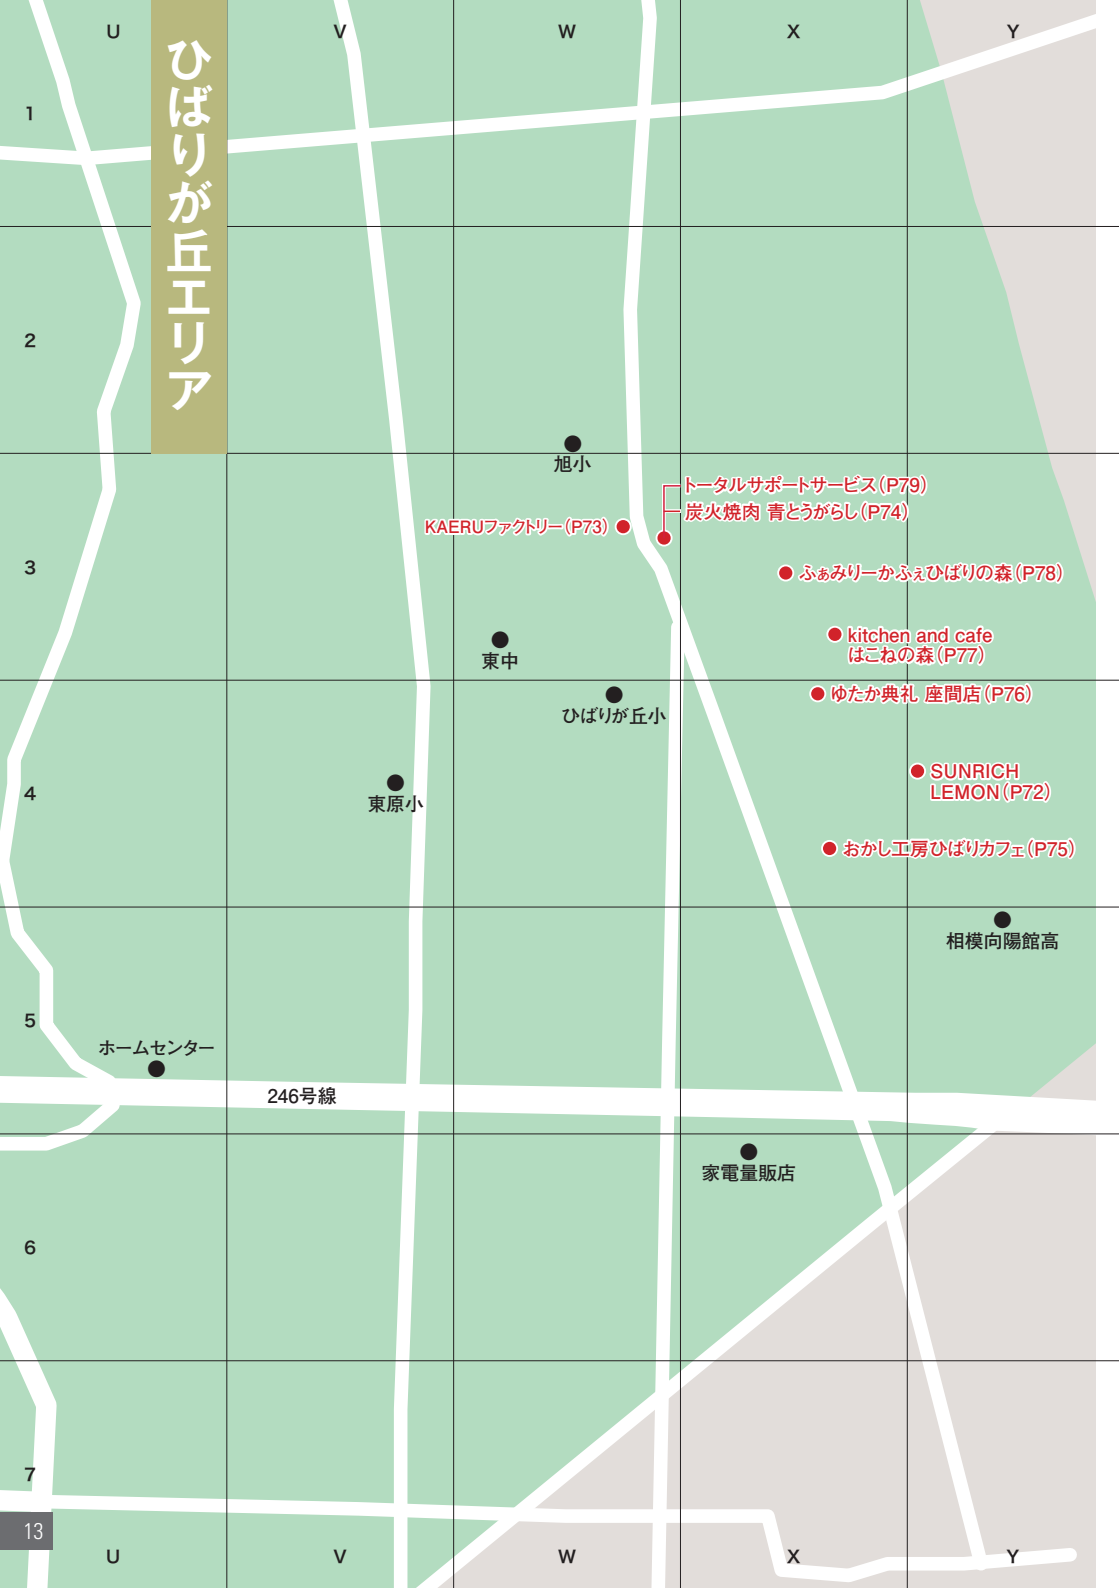 U
V
W
X
Y
ひばりが丘エリア
1
2
旭小
トータルサポートサービス（P79）
炭火焼肉 青とうがらし（P74）
KAERUファクトリー（P73）
3
ふぁみりーかふぇひばりの森（P78）
kitchen and cafe
はこねの森（P77）
東中
ゆたか典礼 座間店（P76）
ひばりが丘小
SUNRICH
LEMON（P72）
4
東原小
おかし工房ひばりカフェ（P75）
相模向陽館高
5
ホームセンター
246号線
家電量販店
6
7
13
U
V
W
X
Y